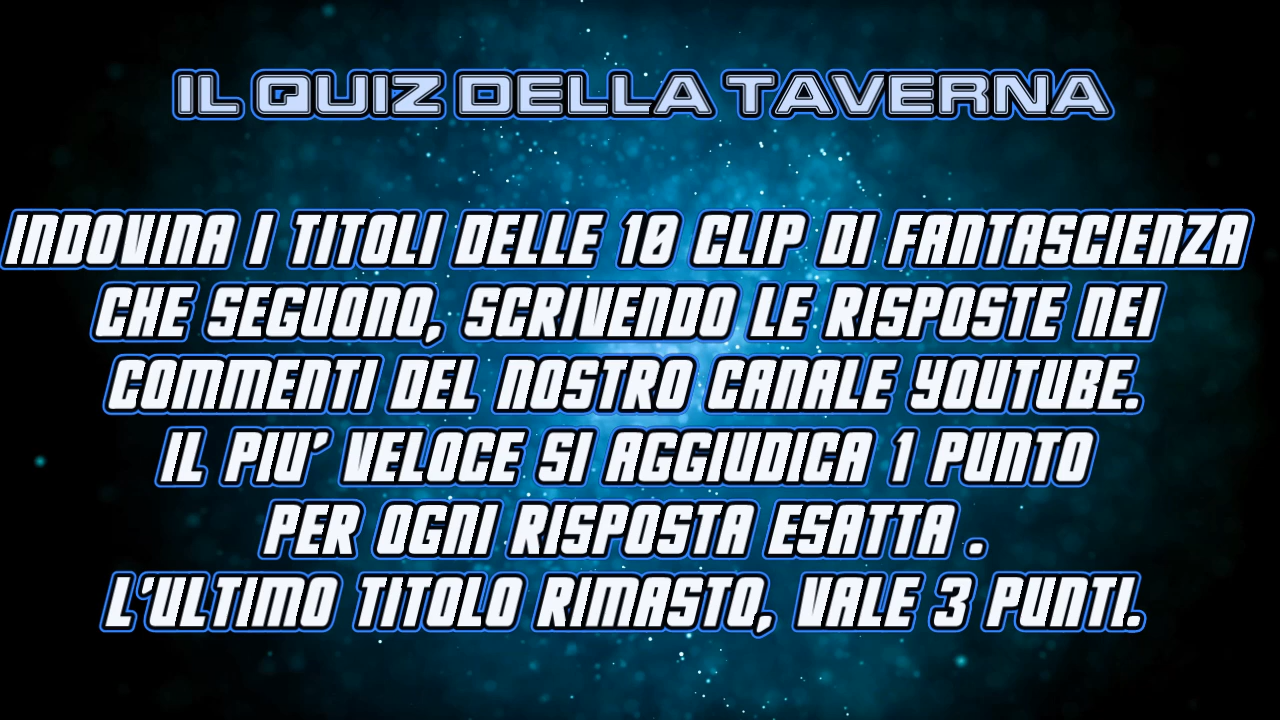 IL QUIZ DELLA TAVERNA
INDOVINA I TITOLI DELLE 10 CLIP DI FANTASCIENZA
CHE SEGUONO, SCRIVENDO LE RISPOSTE NEI
COMMENTI DEL NOSTRO CANALE YOUTUBE.
IL PIU' VELOCE SI AGGIUDICA 1 PUNTO
PER OGNI RISPOSTA ESATTA .
L'ULTIMO TITOLO RIMASTO, VALE 3 PUNTI.